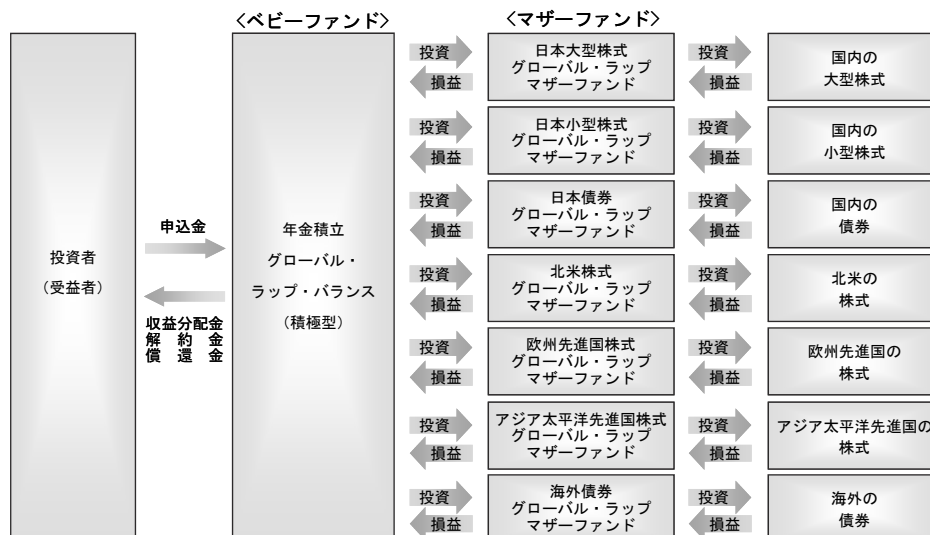 <ベビーファンド>
<マザーファンド>
投資者
（受益者）
申込金
収益分配金
解約金
償還金
年金積立
グローバル・
ラップ・バランス
（積極型）
投資
損益
日本大型株式
グローバル・ラップ
マザーファンド
投資
損益
国内の
大型株式
投資
損益
日本小型株式
グローバル・ラップ
マザーファンド
投資
損益
国内の
小型株式
投資
損益
日本債券
グローバル・ラップ
マザーファンド
投資
損益
国内の
債券
投資
損益
北米株式
グローバル・ラップ
マザーファンド
投資
損益
北米の
株式
投資
損益
欧州先進国株式
グローバル・ラップ
マザーファンド
投資
損益
欧州先進国の
株式
投資
損益
アジア太平洋先進国株式
グローバル・ラップ
マザーファンド
投資
損益
アジア太平洋先進国の
株式
投資
損益
海外債券
グローバル・ラップ
マザーファンド
投資
損益
海外の
債券